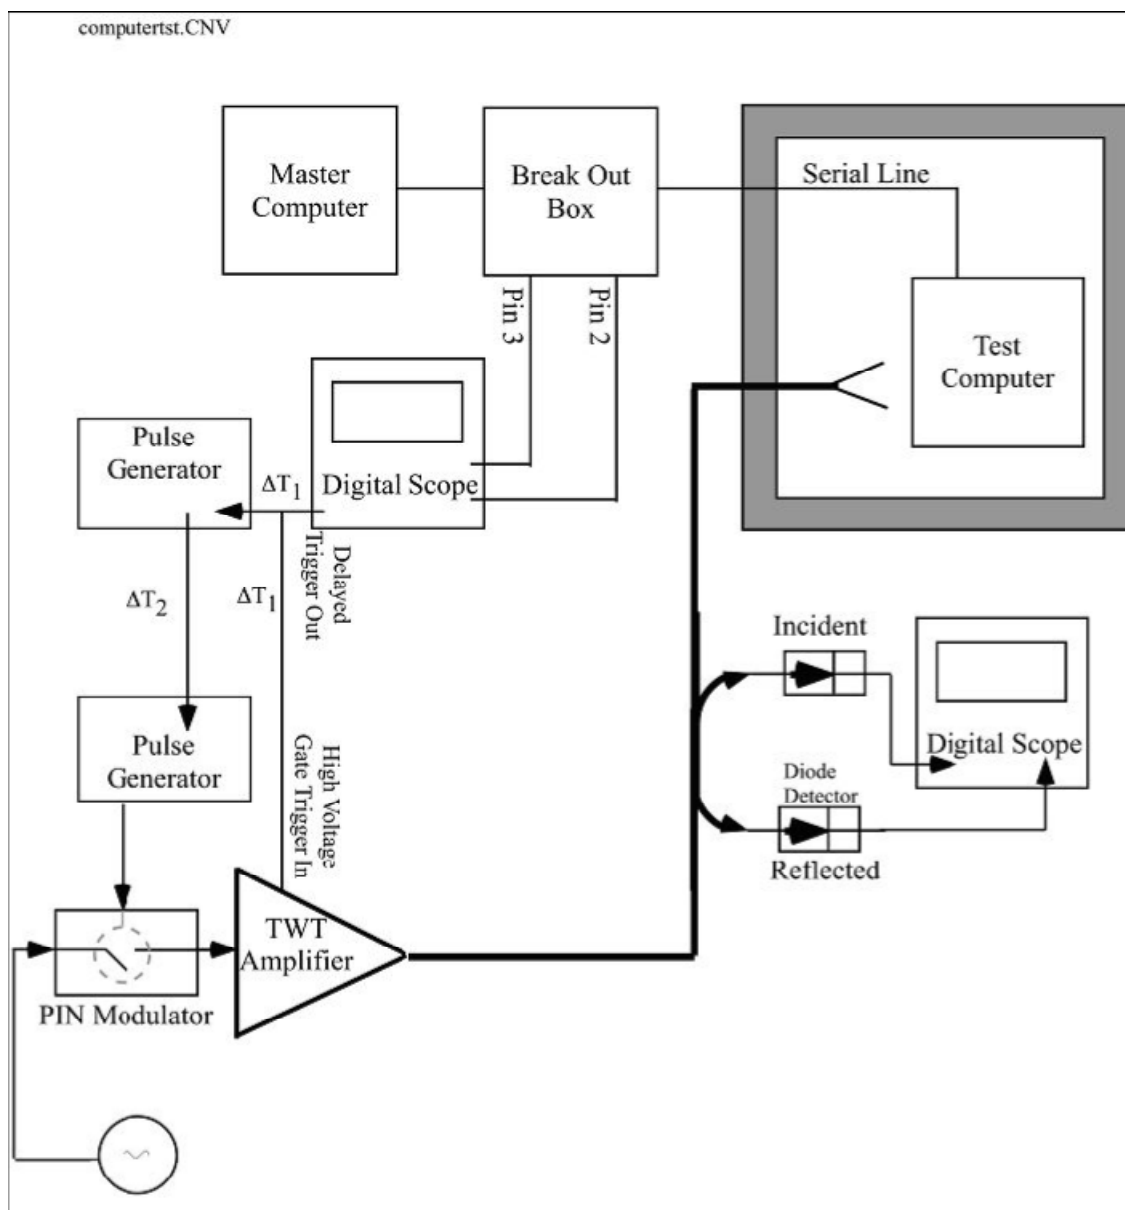 computertst.CNV
Master
Computer
Break Out
Box
Serial Line
Pin 3
Pin 2
Test
Computer
Pulse
Generator
ΔT1
Digital Scope
Delayed
Trigger Out
ΔT2
ΔT1
Incident
Pulse
Generator
High Voltage
Gate Trigger In
Digital Scope
Diode
Detector
Reflected
TWT
Amplifier
PIN Modulator